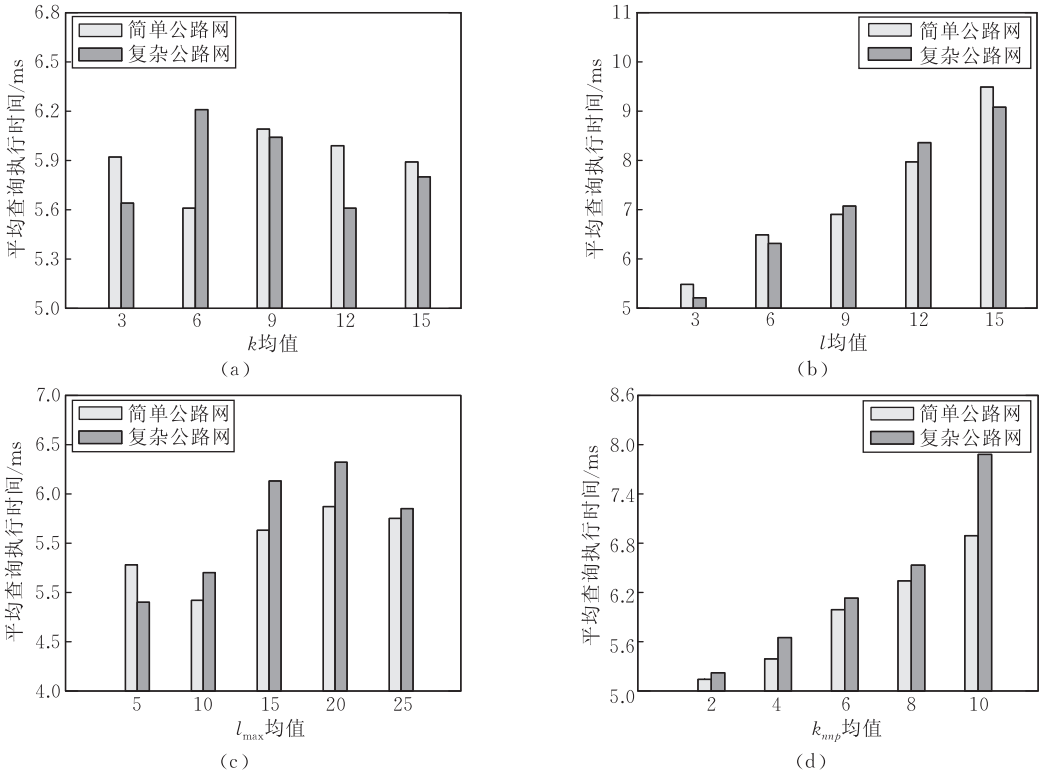 平均查询执行时间/ms
6.8
6.5
6.2
5.9
5.6
5.3
5.0
简单公路网
复杂公路网
3 6 9 12 15
k均值
(a)
平均查询执行时间/ms
11
10
9
8
7
6
5
简单公路网
复杂公路网
3 6 9 12 15
l均值
(b)
平均查询执行时间/ms
7.0
6.5
6.0
5.5
5.5
4.5
4.0
简单公路网
复杂公路网
5 10 15 20 25
lmax均值
(c)
平均查询执行时间/ms
8.6
8.0
7.4
6.8
6.2
5.6
5.0
简单公路网
复杂公路网
2 4 6 8 10
knnp均值
(d)